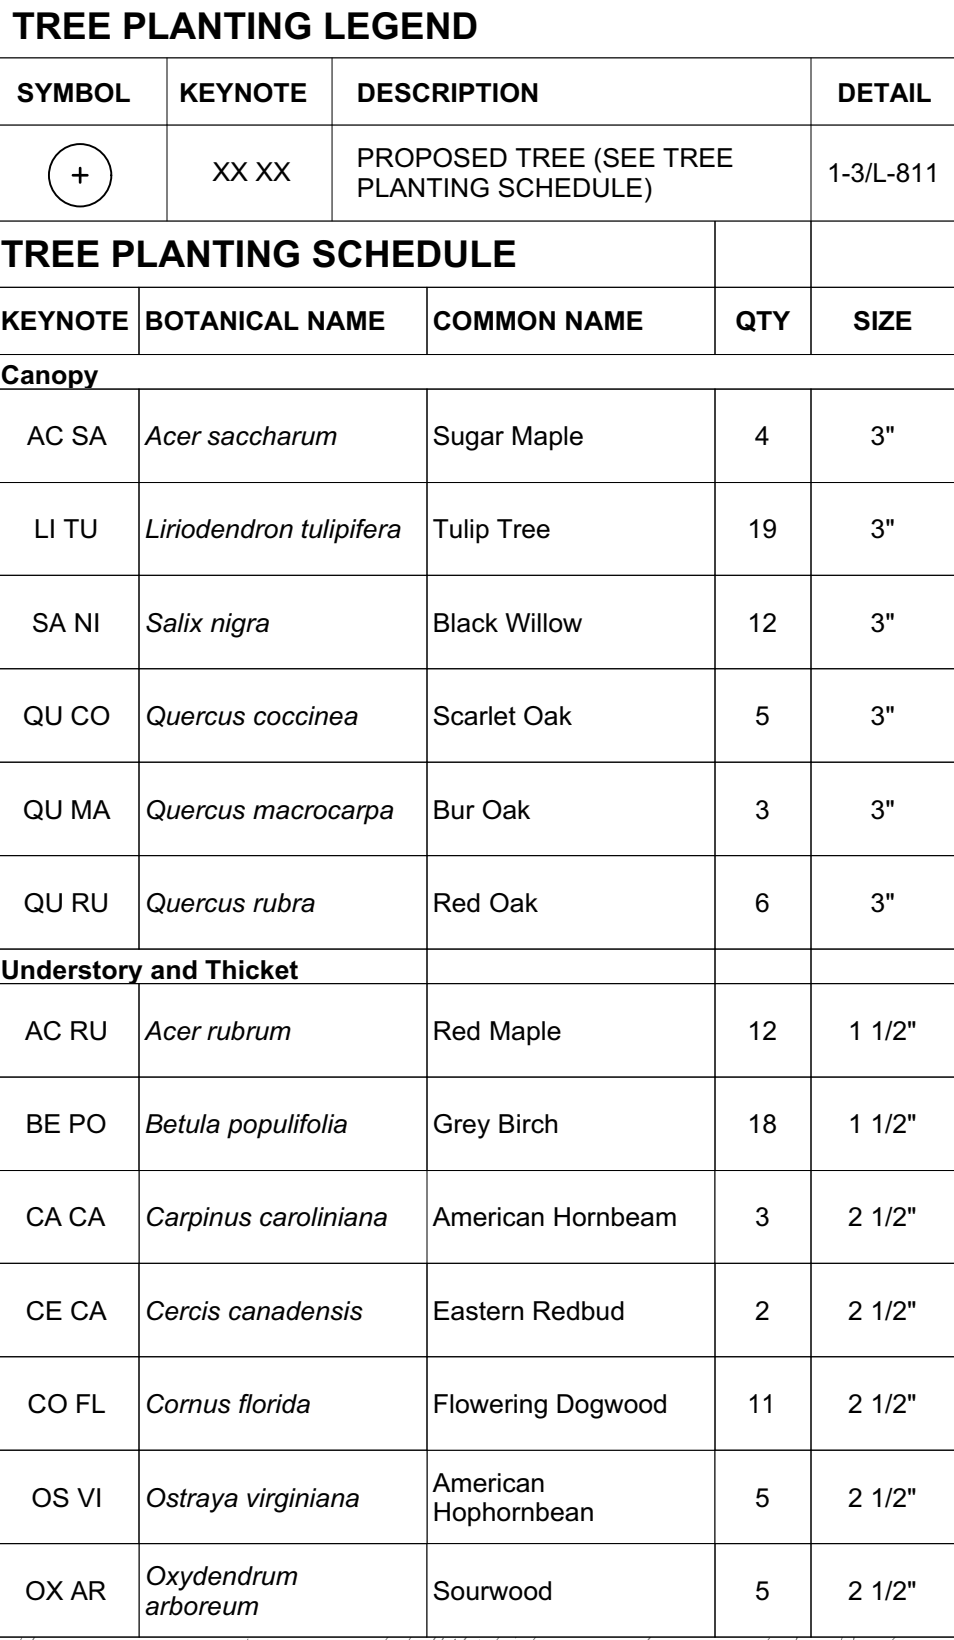 TREE PLANTING LEGEND
SYMBOL KEYNOTE DESCRIPTION DETAIL
+ XX XX PROPOSED TREE (SEE TREE
PLANTING SCHEDULE) 1-3/L-811
TREE PLANTING SCHEDULE
KEYNOTE BOTANICAL NAME COMMON NAME QTY SIZE
Canopy
AC SA Acer saccharum Sugar Maple 4 3"
LI TU Liriodendron tulipifera Tulip Tree 19 3"
SA NI Salix nigra Black Willow 12 3"
QU CO Quercus coccinea Scarlet Oak 5 3"
QU MA Quercus macrocarpa Bur Oak 3 3"
QU RU Quercus rubra Red Oak 6 3"
Understory and Thicket
AC RU Acer rubrum Red Maple 12 1 1/2"
BE PO Betula populifolia Grey Birch 18 1 1/2"
CA CA Carpinus caroliniana American Hornbeam 3 2 1/2"
CE CA Cercis canadensis Eastern Redbud 2 2 1/2"
CO FL Cornus florida Flowering Dogwood 11 2 1/2"
OS VI Ostraya virginiana American
Hophornbean 5 2 1/2"
OX AR Oxydendrum
arboreum Sourwood 5 2 1/2"